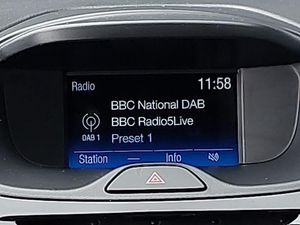 Radio 11:58
BBC National DAB
BBC Radio5Live
DAB 1 Preset 1
Station — Info